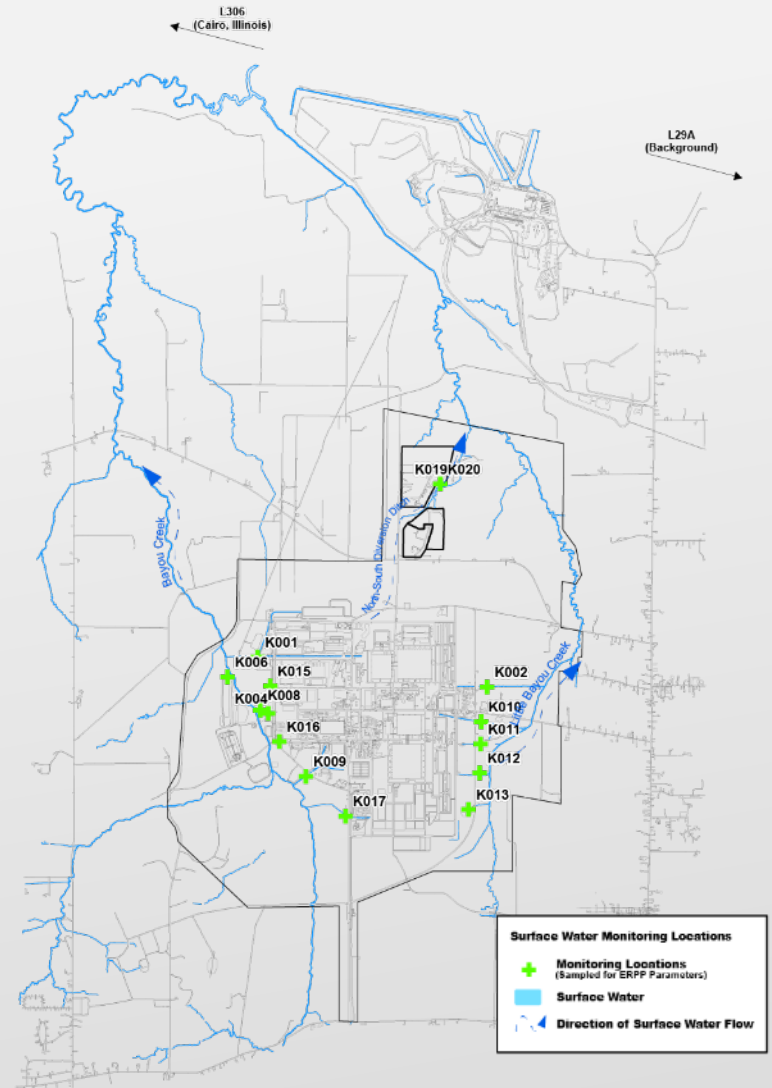 L306
(Cairo, Illinois)
L29A
(Background)
K019K020
North-South Diversion Ditch
Bayou Creek
K001
K006
K015
K002
Little Bayou Creek
K004
K008
K010
K016
K011
K009
K012
K017
K013
Surface Water Monitoring Locations
Monitoring Locations
(Sampled for ERPP Parameters)
Surface Water
Direction of Surface Water Flow